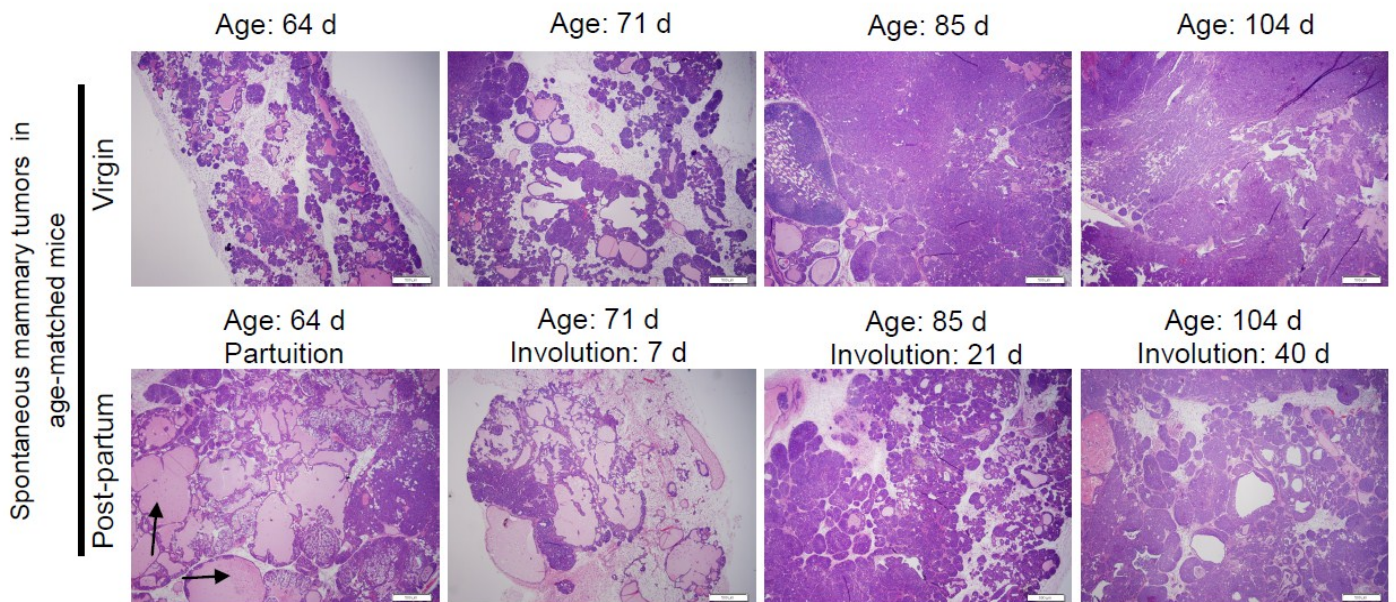 Age: 64 d
Age: 71 d
Age: 85 d
Age: 104 d
Spontaneous mammary tumors in
age-matched mice
Virgin
Age: 64 d
Partuition
Age: 71 d
Involution: 7 d
Age: 85 d
Involution: 21 d
Age: 104 d
Involution: 40 d
Post-partum